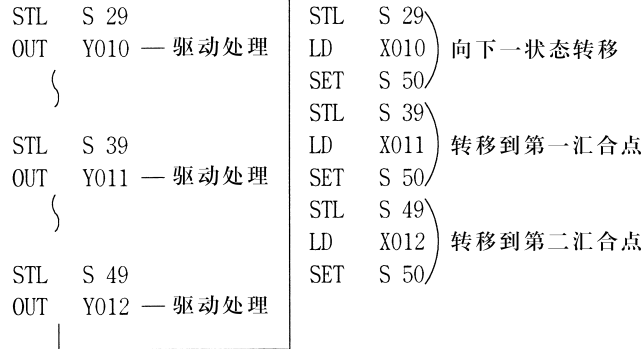 STL S 29
OUT Y010 — 驱动处理
STL S 39
OUT Y011 — 驱动处理
STL S 49
OUT Y012 — 驱动处理
STL S 29
LD X010 向下一状态转移
SET S 50
STL S 39
LD X011 转移到第一汇合点
SET S 50
STL S 49
LD X012 转移到第二汇合点
SET S 50